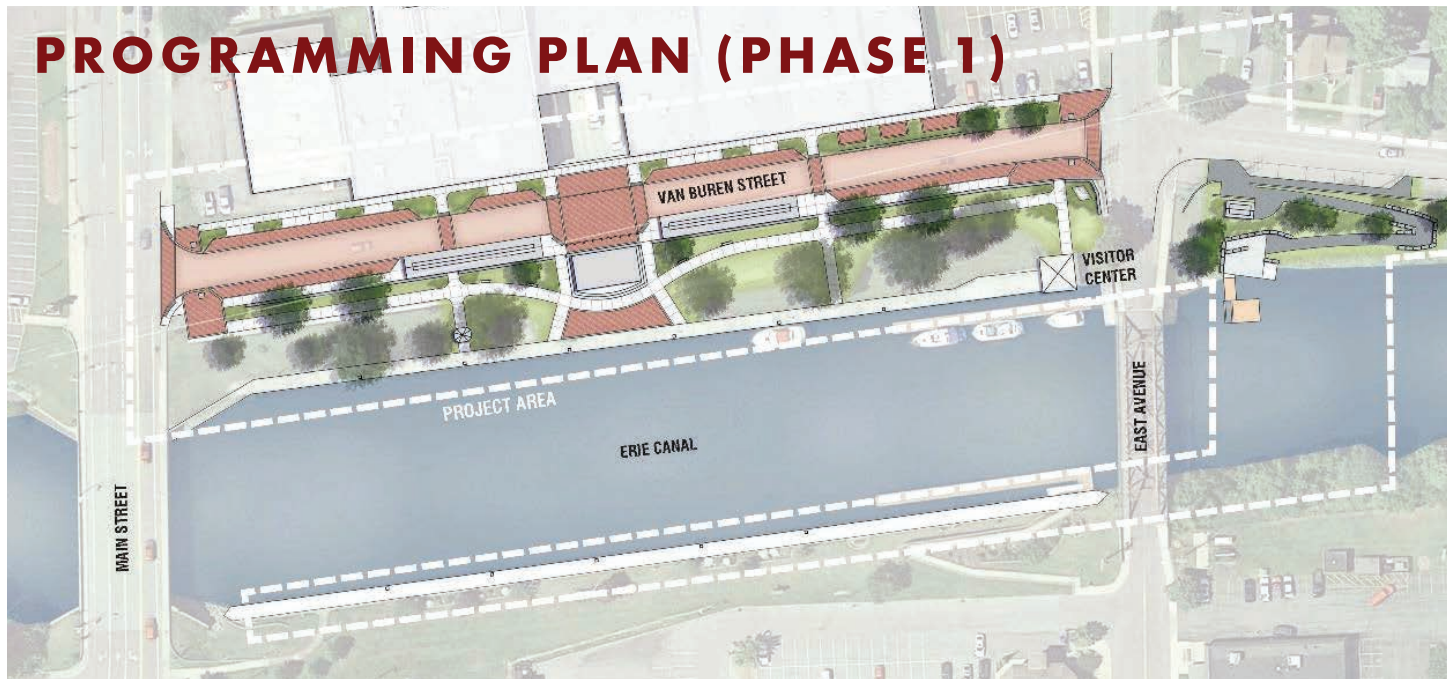 PROGRAMMING PLAN (PHASE 1)
VAN BUREN STREET
VISITOR
CENTER
PROJECT AREA
ERIE CANAL
EAST AVENUE
MAIN STREET